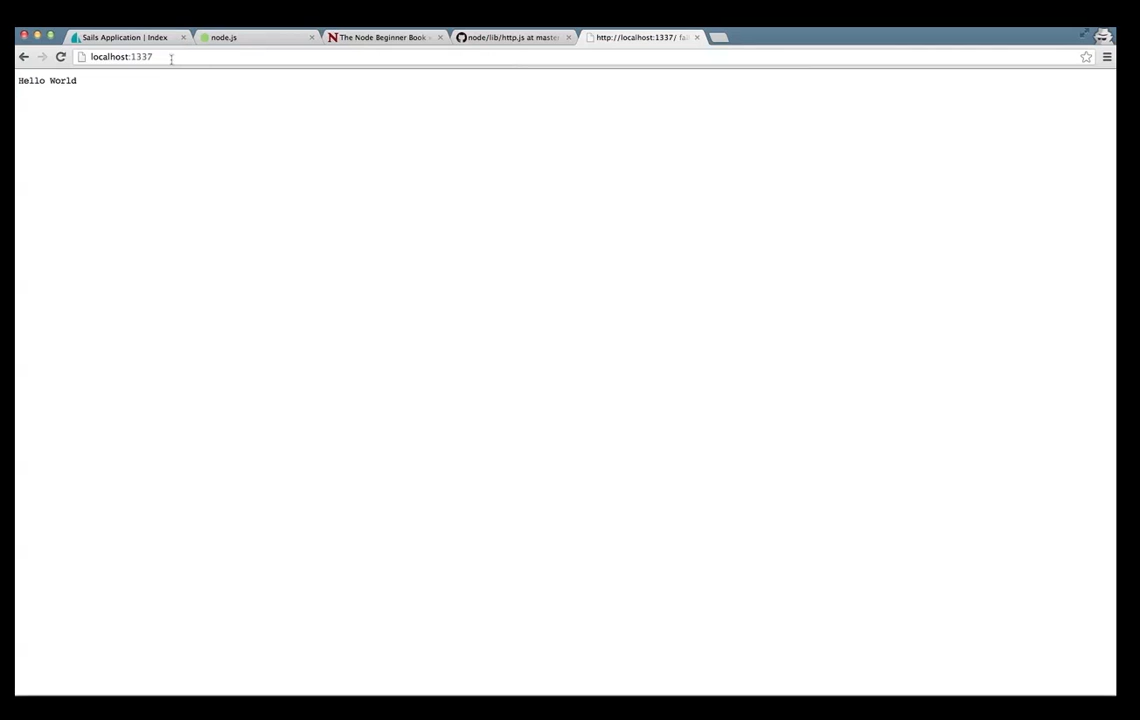 Sails Application | Index
node.js
The Node Beginner Book
node/lib/http.js at master
http://localhost:1337/ fa
localhost:1337
Hello World